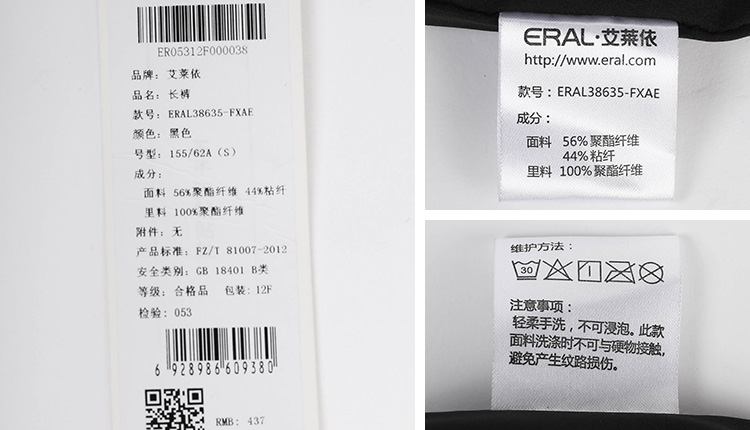 ER05312F000038
品牌：艾莱依
品名：长裤
款号：ERAL38635-FXAE
颜色：黑色
号型：155/62A（S）
成分：
面料 56%聚酯纤维 44%粘纤
里料 100%聚酯纤维
附件：无
产品标准：FZ/T 81007-2012
安全类别：GB 18401 B类
等级：合格品 包装：12F
检验：053
6 928986 609380
RMB: 437
ERAL·艾莱依
http://www.eral.com
款号：ERAL38635-FXAE
成分：
面料 56%聚酯纤维
44%粘纤
里料 100%聚酯纤维
维护方法：
30
注意事项：
轻柔手洗，不可浸泡。此款
面料洗涤时不可与硬物接触，
避免产生纹路损伤。